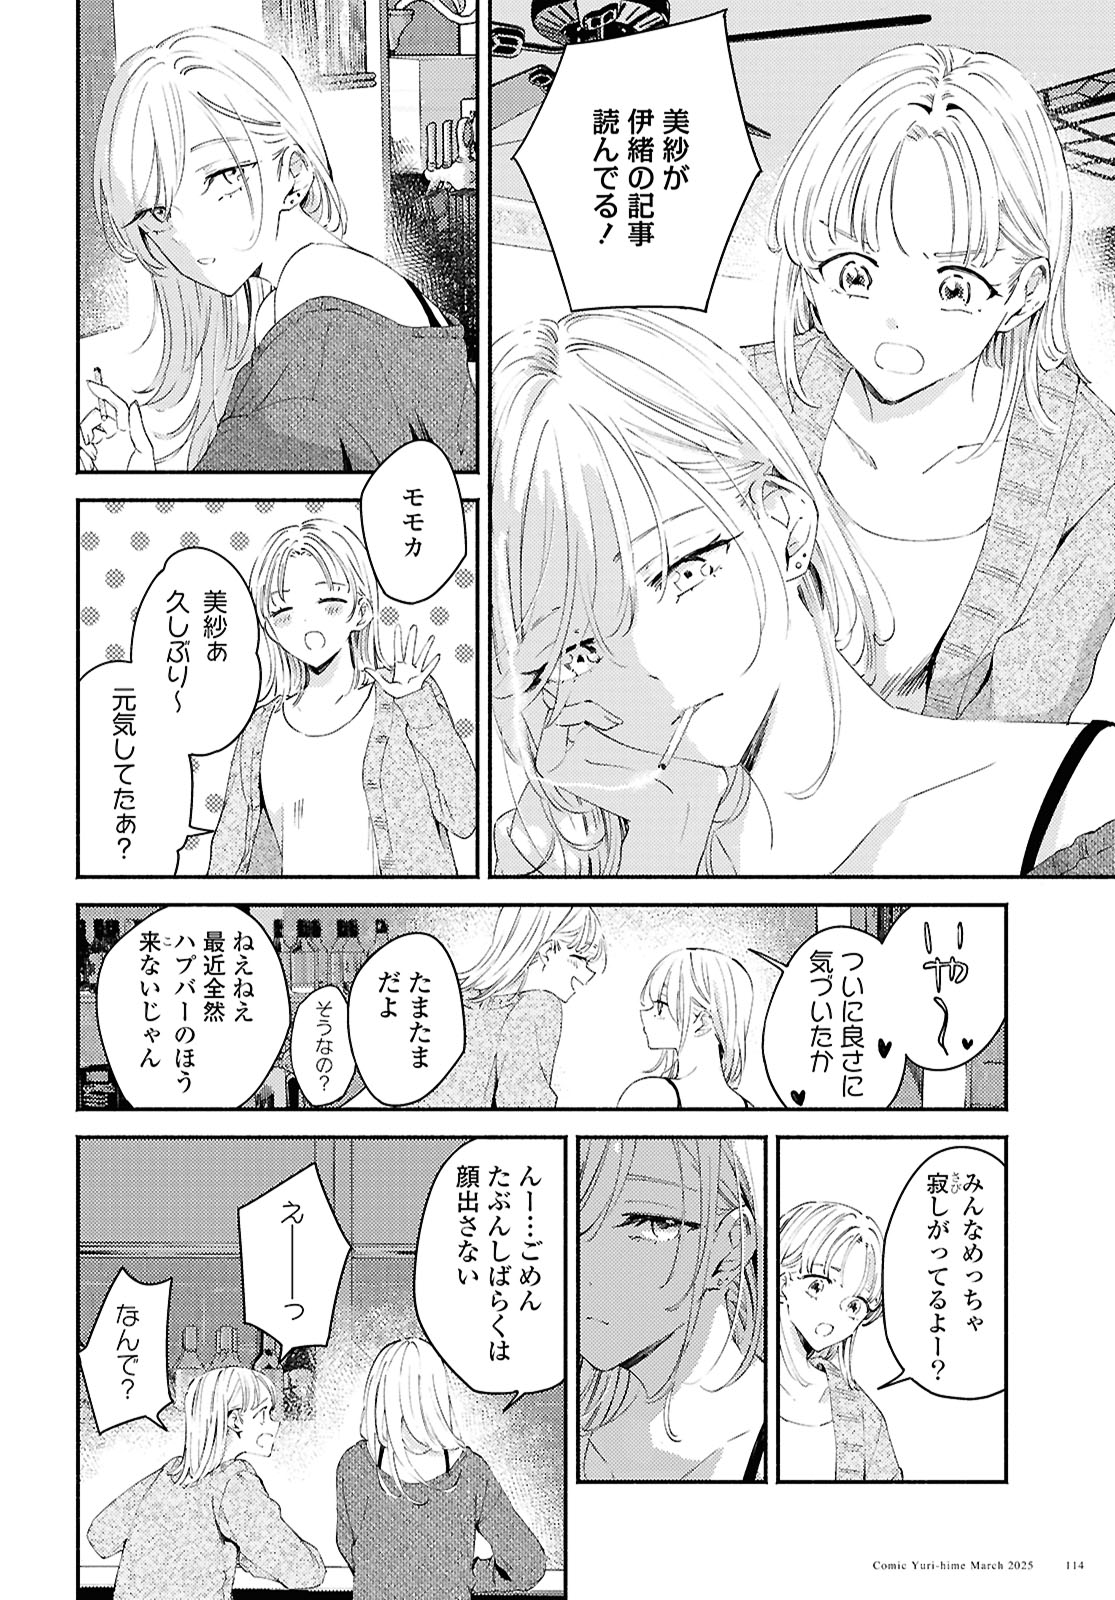 美紗が
伊緒の記事
読んでる！
モモカ
美紗あ
久しぶり〜
元気してたぁ？
いや〜
ついに良さに
気づいたか
たまたま
だよ
そうなの？
ねえねえ
最近全然
ハプバーのほう
来ないじゃん
こ
みんなめっちゃ
寂しがってるよー？
さび
んー…ごめん
たぶんしばらくは
顔出さない
えーーっ
なんで？
Comic Yuri-hime March 2025 114